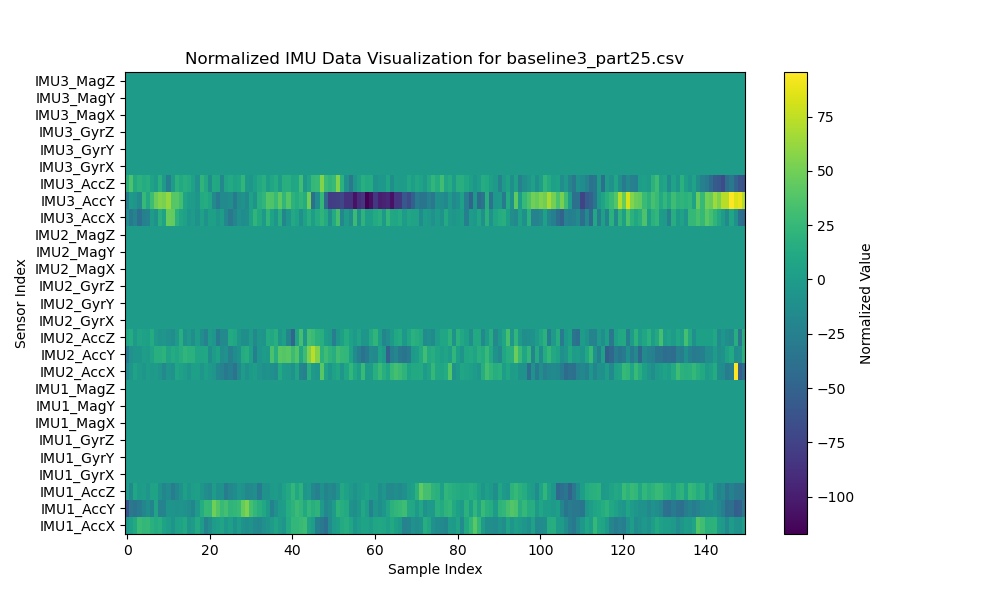 Normalized IMU Data Visualization for baseline3_part25.csv
IMU3_MagZ
IMU3_MagY
IMU3_MagX
IMU3_GyrZ
IMU3_GyrY
IMU3_GyrX
IMU3_AccZ
IMU3_AccY
IMU3_AccX
IMU2_MagZ
IMU2_MagY
IMU2_MagX
IMU2_GyrZ
IMU2_GyrY
IMU2_GyrX
IMU2_AccZ
IMU2_AccY
IMU2_AccX
IMU1_MagZ
IMU1_MagY
IMU1_MagX
IMU1_GyrZ
IMU1_GyrY
IMU1_GyrX
IMU1_AccZ
IMU1_AccY
IMU1_AccX
Sensor Index
0 20 40 60 80 100 120 140
Sample Index
75
50
25
0
−25
−50
−75
−100
Normalized Value